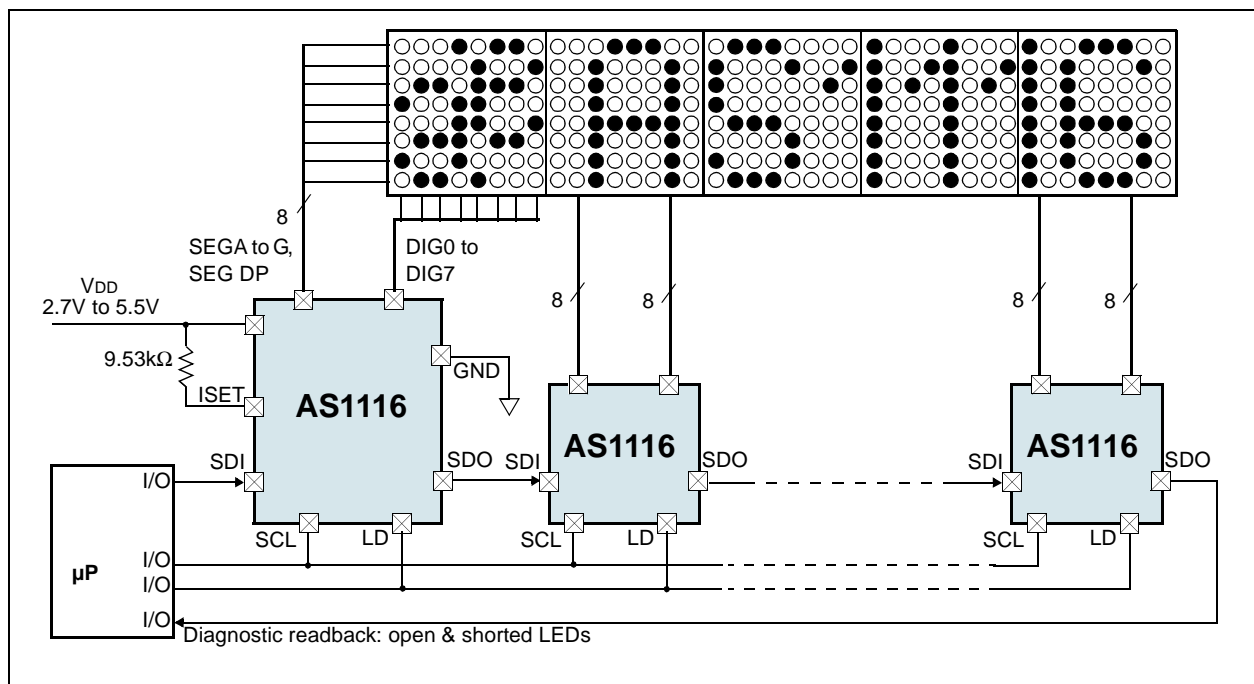 8
SEGA to G,
SEG DP
DIG0 to
DIG7
8
8
8
8
VDD
2.7V to 5.5V
9.53kΩ
ISET
GND
AS1116
AS1116
AS1116
SDI
SDO
SDI
SDO
SDI
SDO
SCL
LD
SCL
LD
SCL
LD
µP
I/O
I/O
I/O
I/O
Diagnostic readback: open & shorted LEDs